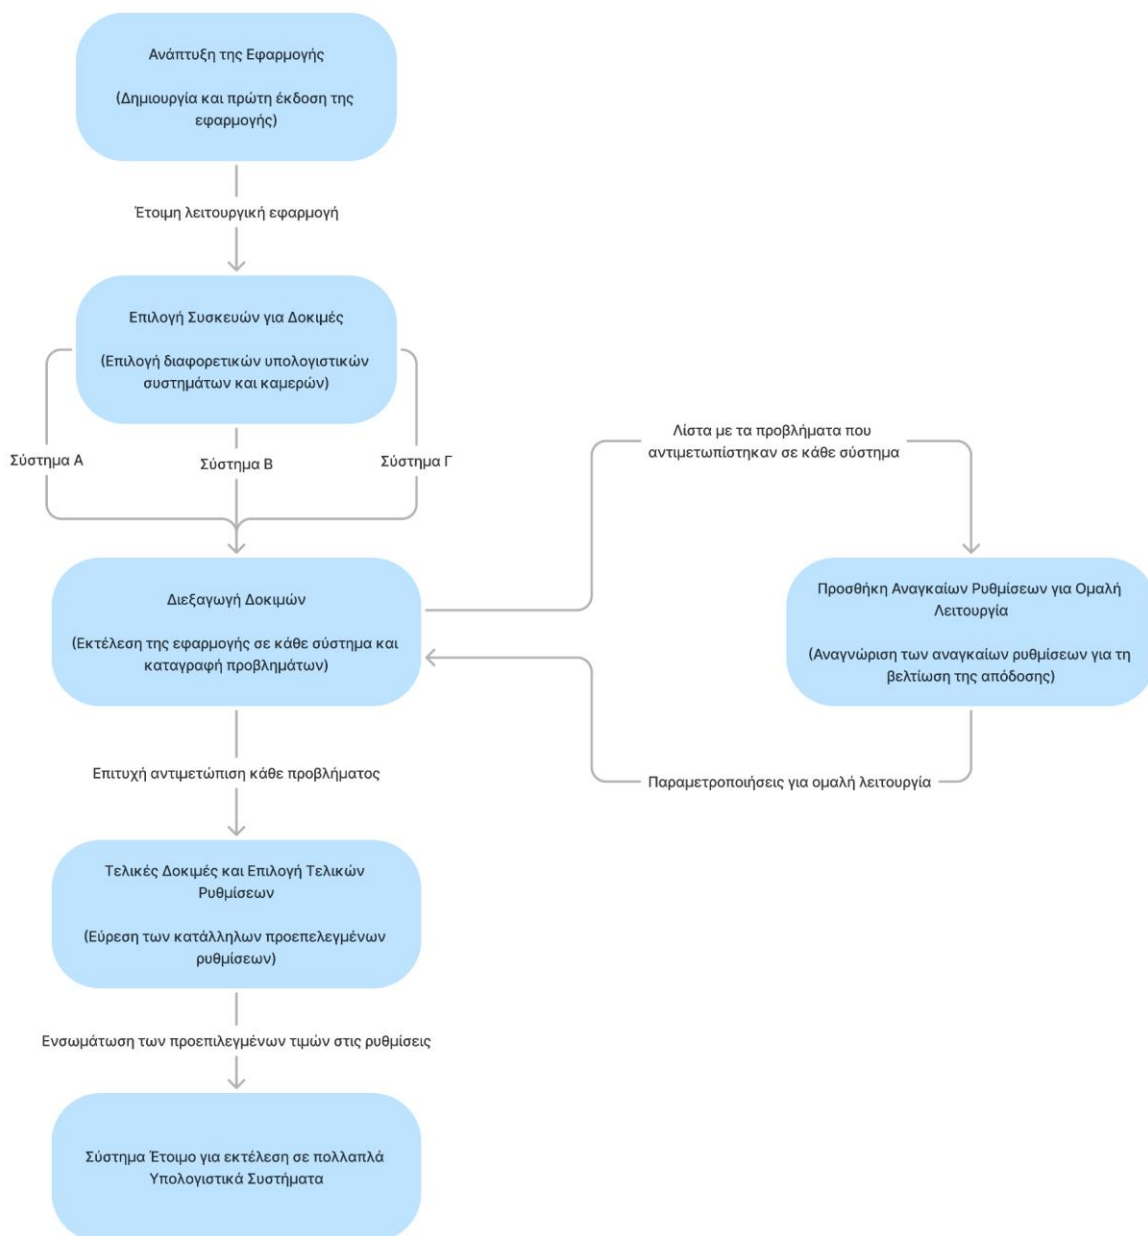 Ανάπτυξη της Εφαρμογής
(Δημιουργία και πρώτη έκδοση της
εφαρμογής)
Έτοιμη λειτουργική εφαρμογή
Επιλογή Συσκευών για Δοκιμές
(Επιλογή διαφορετικών υπολογιστικών
συστημάτων και καμερών)
Σύστημα Α
Σύστημα Β
Σύστημα Γ
Λίστα με τα προβλήματα που
αντιμετωπίστηκαν σε κάθε σύστημα
Διεξαγωγή Δοκιμών
(Εκτέλεση της εφαρμογής σε κάθε σύστημα και
καταγραφή προβλημάτων)
Προσθήκη Αναγκαίων Ρυθμίσεων για Ομαλή
Λειτουργία
(Αναγνώριση των αναγκαίων ρυθμίσεων για τη
βελτίωση της απόδοσης)
Επιτυχή αντιμετώπιση κάθε προβλήματος
Παραμετροποιήσεις για ομαλή λειτουργία
Τελικές Δοκιμές και Επιλογή Τελικών
Ρυθμίσεων
(Εύρεση των κατάλληλων προεπελεγμένων
ρυθμίσεων)
Ενσωμάτωση των προεπιλεγμένων τιμών στις ρυθμίσεις
Σύστημα Έτοιμο για εκτέλεση σε πολλαπλά
Υπολογιστικά Συστήματα